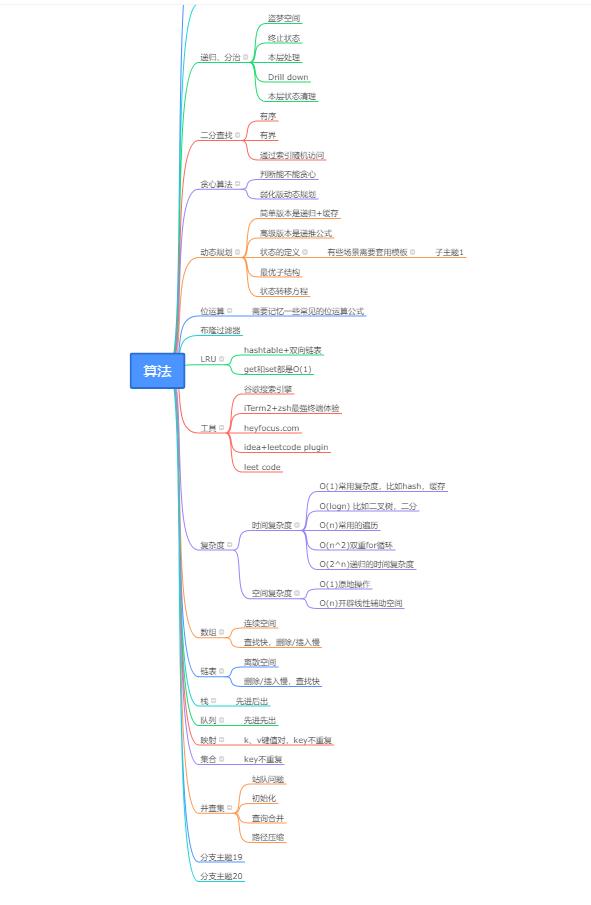 盗梦空间
终止状态
递归、分治
本层处理
Drill down
本层状态清理
有序
二分查找
有界
通过索引随机访问
判断能不能贪心
贪心算法
弱化版动态规划
简单版本是递归+缓存
高级版本是递推公式
动态规划
状态的定义
有些场景需要套用模板
子主题1
最优子结构
状态转移方程
位运算
需要记忆一些常见的位运算公式
布隆过滤器
LRU
hashtable+双向链表
get和set都是O(1)
算法
谷歌搜索引擎
iTerm2+zsh最强终端体验
工具
heyfocus.com
idea+leetcode plugin
leet code
O(1)常用复杂度，比如hash，缓存
O(logn) 比如二叉树，二分
时间复杂度
O(n)常用的遍历
复杂度
O(n^2)双重for循环
O(2^n)递归的时间复杂度
空间复杂度
O(1)原地操作
O(n)开辟线性辅助空间
数组
连续空间
查找快，删除/插入慢
链表
离散空间
删除/插入慢，查找快
栈
先进后出
队列
先进先出
映射
k、v键值对，key不重复
集合
key不重复
站队问题
初始化
并查集
查询合并
路径压缩
分支主题19
分支主题20